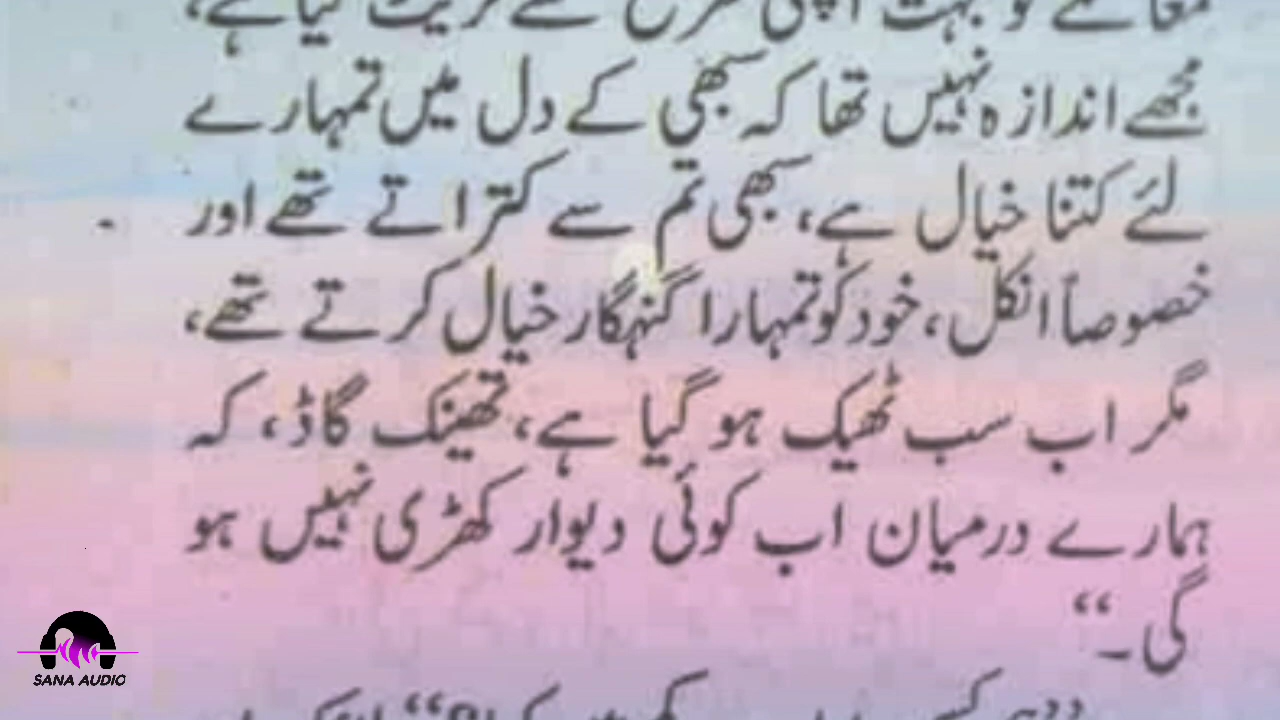 مجھے اندازہ نہیں تھا کہ سبھی کے دل میں تمہارے
لئے کتنا خیال ہے، سبھی تم سے کتراتے تھے اور
خصوصاً انکل، خود کو تمہارا گنہگار خیال کرتے تھے،
مگر اب سب ٹھیک ہو گیا ہے، تھینک گاڈ، کہ
ہمارے درمیان اب کوئی دیوار کھڑی نہیں ہو
گی۔“
SANA AUDIO